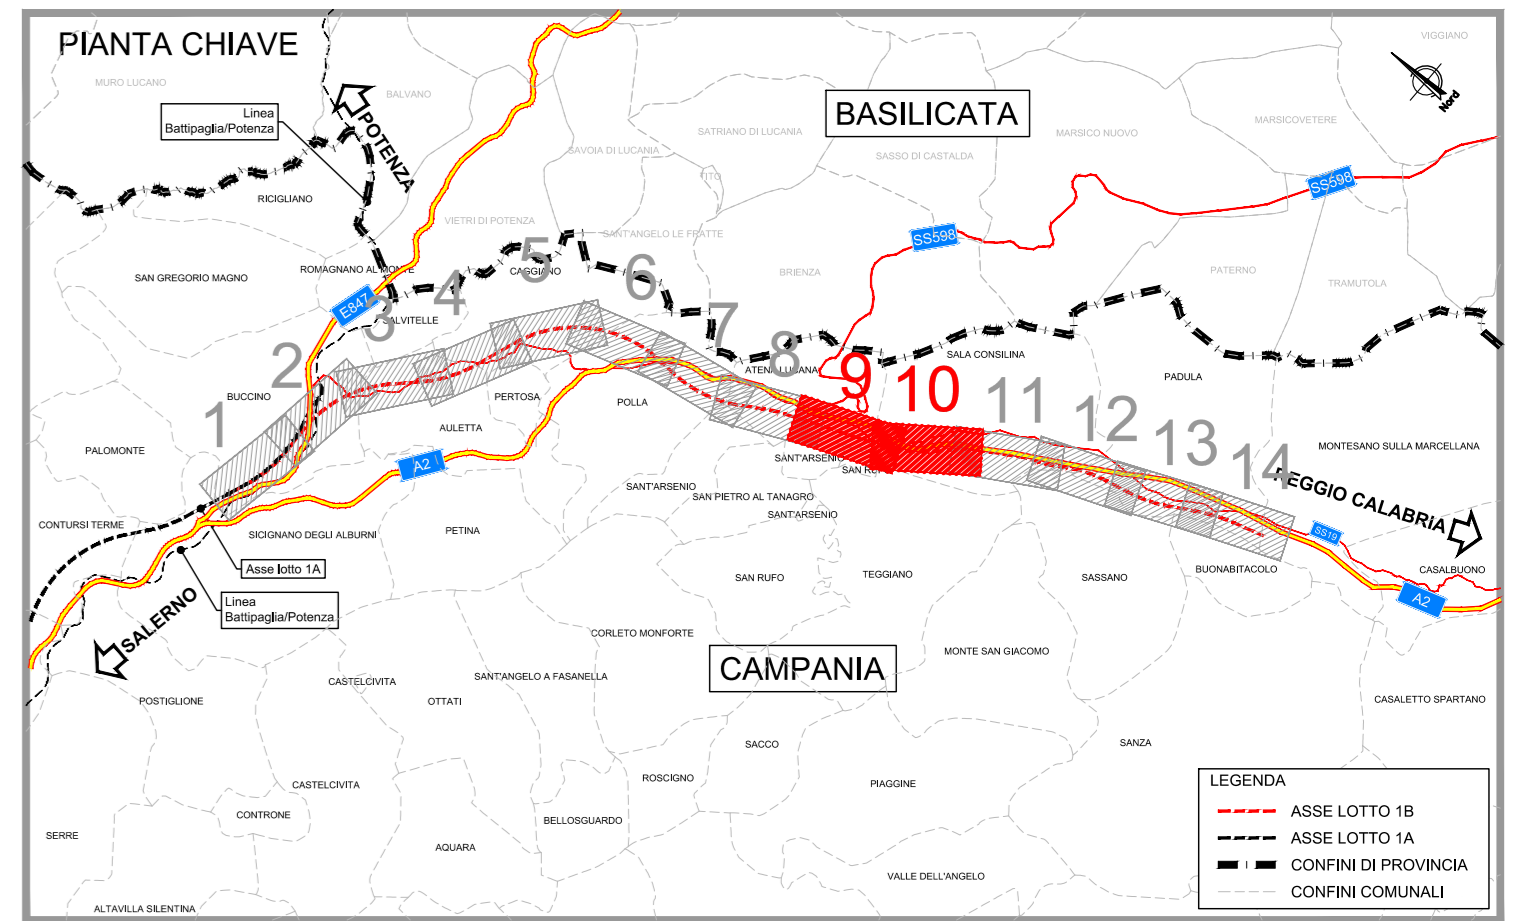 PIANTA CHIAVE
VIGGIANO
MURO LUCANO
BALVANO
Linea
Battipaglia/Potenza
POTENZA
BASILICATA
Nord
SATRIANO DI LUCANIA
MARSICO NUOVO
MARSICOVETERE
SAVOIA DI LUCANIA
SASSO DI CASTALDA
TITO
SS598
RICIGLIANO
VIETRI DI POTENZA
SANT'ANGELO LE FRATTE
SS598
SAN GREGORIO MAGNO
ROMAGNANO AL MONTE
CAGGIANO
BRIENZA
PATERNO
TRAMUTOLA
E847
SALVITELLE
1
2
3
4
5
6
7
8
9
10
11
12
13
14
ATENA LUCANA
SALA CONSILINA
PADULA
BUCCINO
PERTOSA
POLLA
AULETTA
PALOMONTE
A2
MONTESANO SULLA MARCELLANA
SANT'ARSENIO
SAN RU
SANT'ARSENIO
SAN PIETRO AL TANAGRO
SANT'ARSENIO
REGGIO CALABRIA
CONTURSI TERME
SICIGNANO DEGLI ALBURNI
PETINA
SS19
Asse lotto 1A
SAN RUFO
TEGGIANO
SASSANO
BUONABITACOLO
CASALBUONO
A2
Linea
Battipaglia/Potenza
SALERNO
CORLETO MONFORTE
CAMPANIA
MONTE SAN GIACOMO
POSTIGLIONE
CASTELCIVITA
OTTATI
SANT'ANGELO A FASANELLA
CASALETTO SPARTANO
SACCO
SANZA
ROSCIGNO
PIAGGINE
CASTELCIVITA
CONTRONE
BELLOSGUARDO
SERRE
AQUARA
VALLE DELL'ANGELO
ALTAVILLA SILENTINA
LEGENDA
ASSE LOTTO 1B
ASSE LOTTO 1A
CONFINI DI PROVINCIA
CONFINI COMUNALI